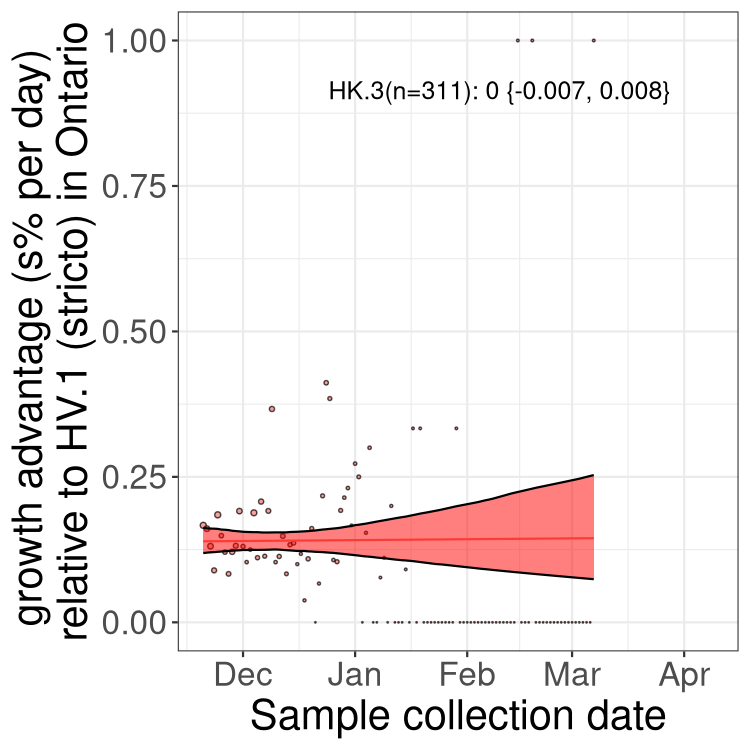 growth advantage (s% per day)
relative to HV.1 (stricto) in Ontario
1.00
0.75
0.50
0.25
0.00
HK.3(n=311): 0 {-0.007, 0.008}
Dec Jan Feb Mar Apr
Sample collection date